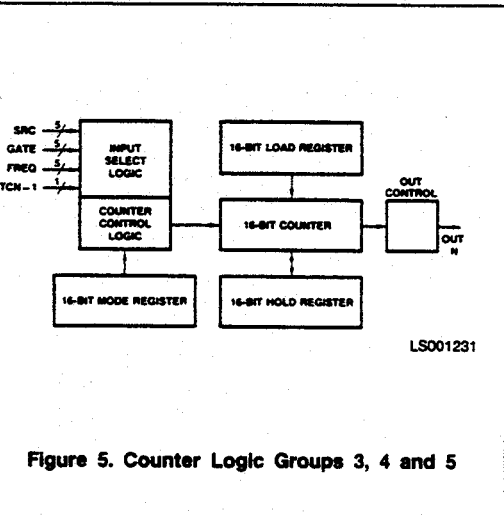 SRC 5
GATE 5
FREQ 5
TCN-1 1
INPUT
SELECT
LOGIC
COUNTER
CONTROL
LOGIC
16-BIT MODE REGISTER
16-BIT LOAD REGISTER
16-BIT COUNTER
16-BIT HOLD REGISTER
OUT
CONTROL
OUT
N
LS001231
Figure 5. Counter Logic Groups 3, 4 and 5